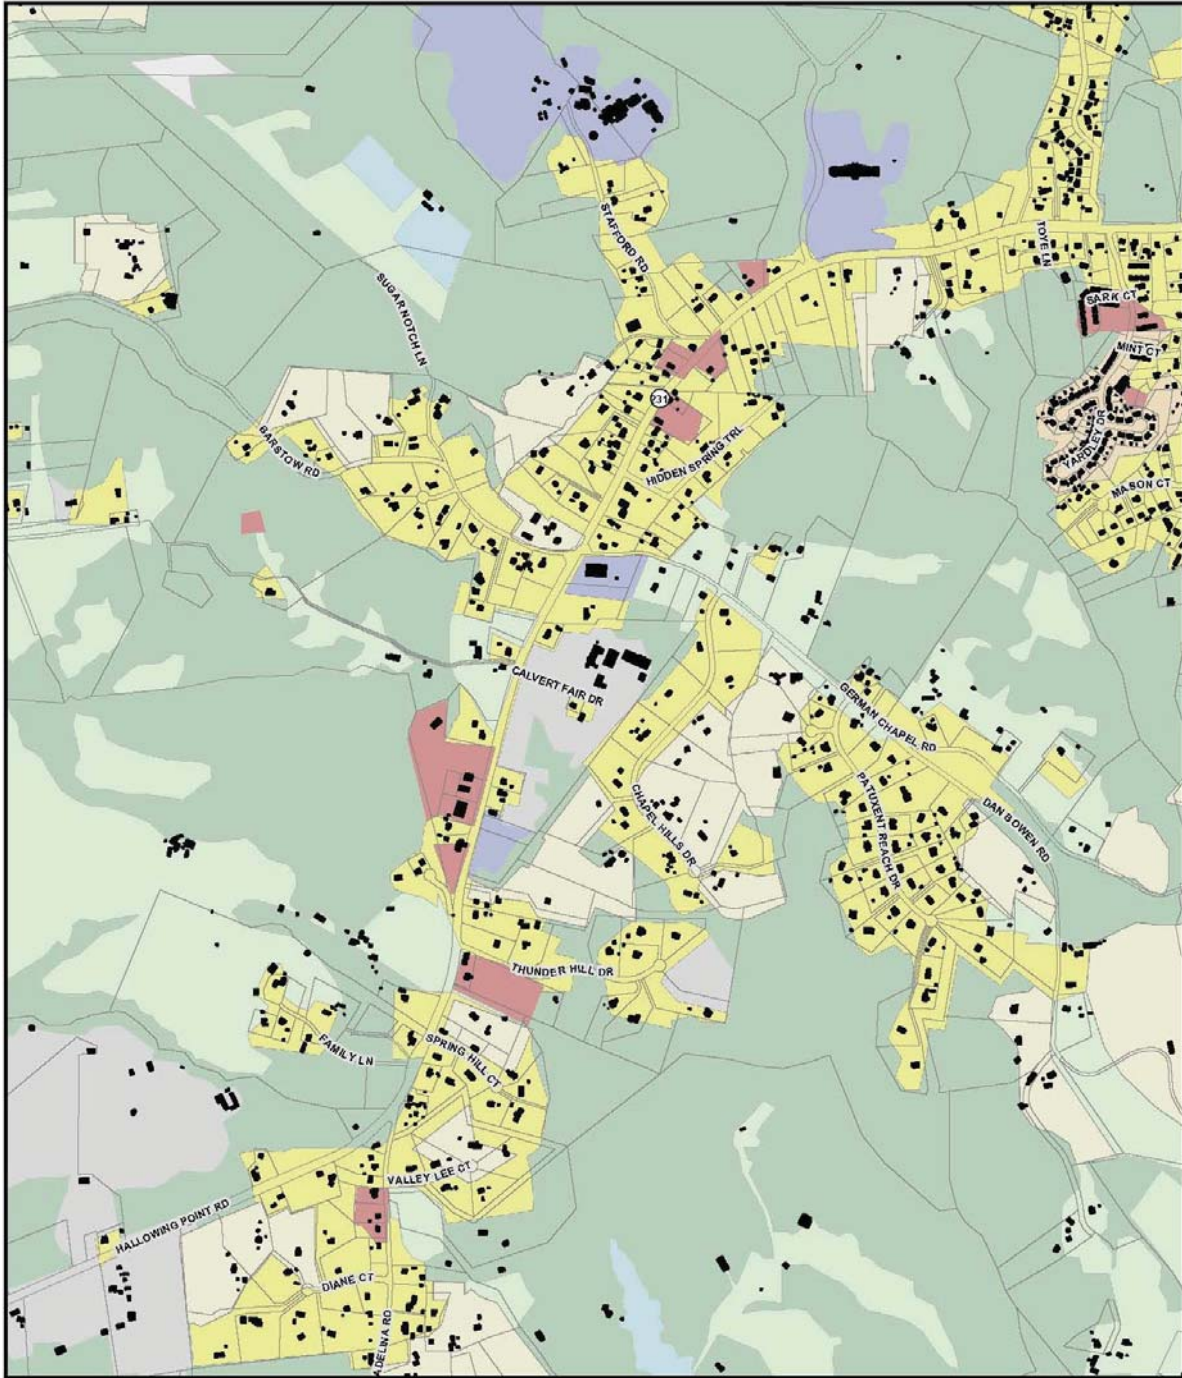 TOYE LN
STAFFORD RD
SUGAR NOTCH LN
SARK CT
MINT CT
231
YARDLEY DR
HIDDEN SPRING TRL
BARSTOW RD
MASON CT
CALVERT FAIR DR
GERMAN CHAPEL RD
PATUXENT REACH DR
CHAPEL HILLS DR
DAN BOWEN RD
THUNDER HILL DR
SPRING HILL CT
FAMILY LN
VALLEY LEE CT
HALLOWING POINT RD
DIANE CT
ADELINA RD